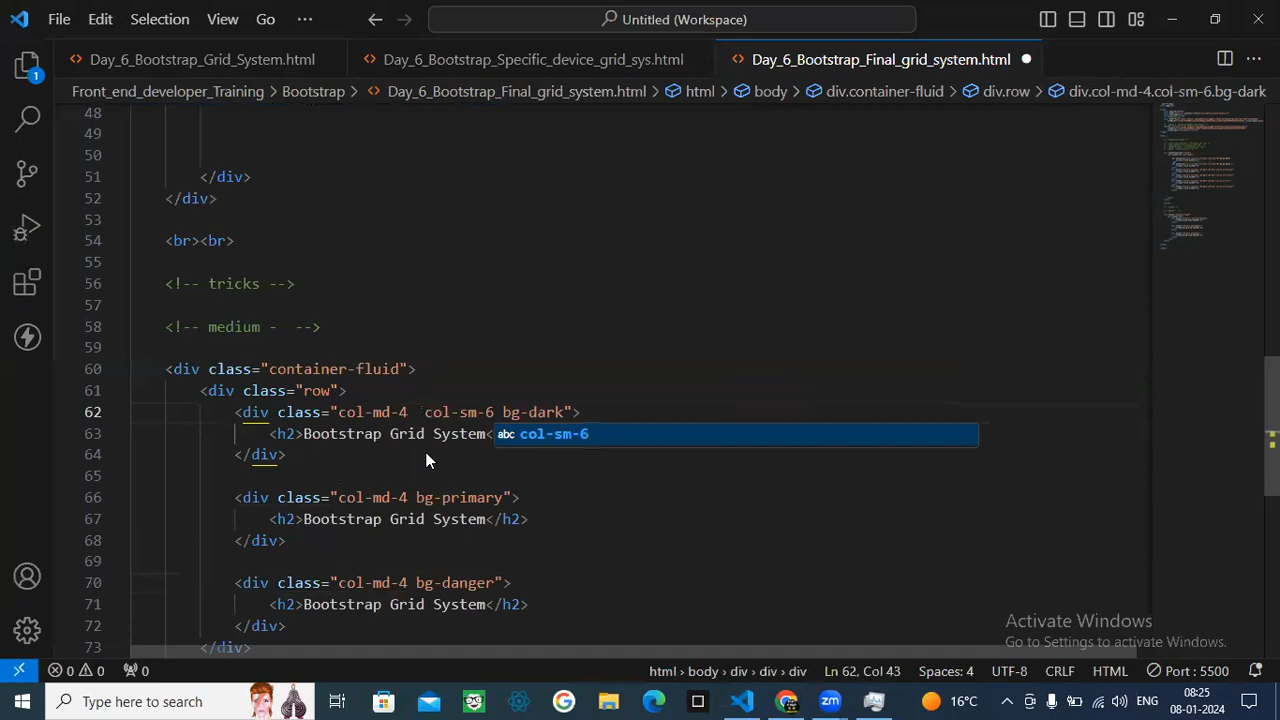 File Edit Selection View Go ··· Untitled (Workspace)
Day_6_Bootstrap_Grid_System.html Day_6_Bootstrap_Specific_device_grid_sys.html Day_6_Bootstrap_Final_grid_system.html
Front_end_developer_Training > Bootstrap > Day_6_Bootstrap_Final_grid_system.html > html > body > div.container-fluid > div.row > div.col-md-4.col-sm-6.bg-dark
48
49
50
51 </div>
52 </div>
53
54 <br><br>
55
56 <!-- tricks -->
57
58 <!-- medium -  -->
59
60 <div class="container-fluid">
61 <div class="row">
62 <div class="col-md-4  col-sm-6 bg-dark">
63 <h2>Bootstrap Grid System< abc col-sm-6
64 </div>
65
66 <div class="col-md-4 bg-primary">
67 <h2>Bootstrap Grid System</h2>
68 </div>
69
70 <div class="col-md-4 bg-danger">
71 <h2>Bootstrap Grid System</h2>
72 </div>
73 </div>
1
Activate Windows
Go to Settings to activate Windows.
0 0 0 html > body > div > div > div Ln 62, Col 43 Spaces: 4 UTF-8 CRLF HTML Port : 5500
Type here to search 16°C ENG 08:25
08-01-2024